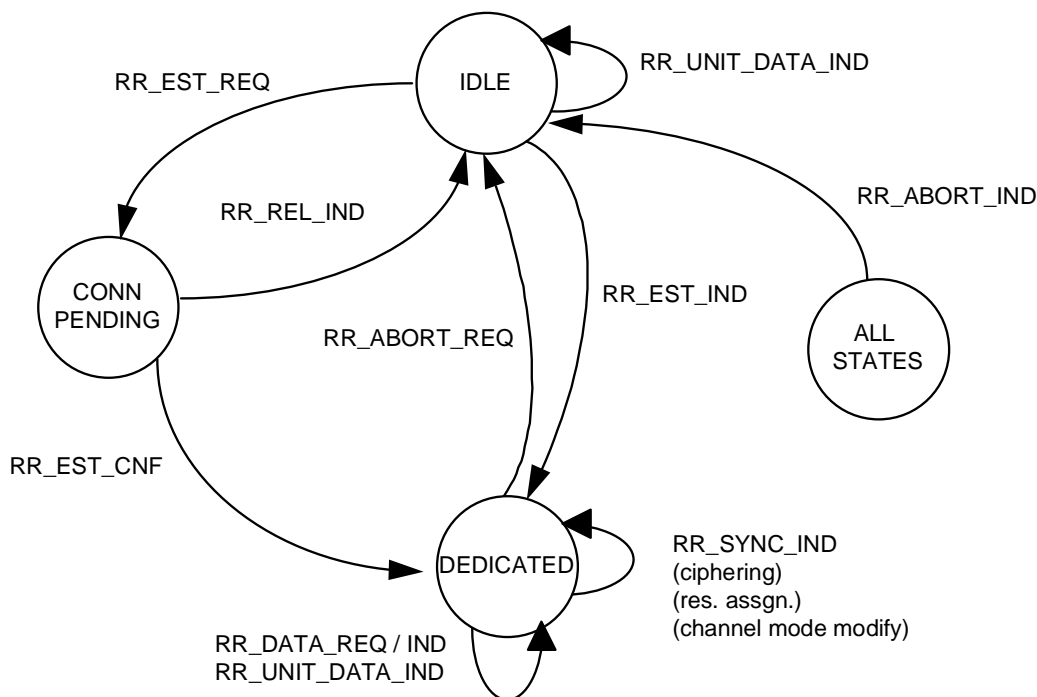 RR_UNIT_DATA_IND
RR_EST_REQ
IDLE
RR_ABORT_IND
RR_REL_IND
CONN
PENDING
RR_EST_IND
RR_ABORT_REQ
ALL
STATES
RR_EST_CNF
DEDICATED
RR_SYNC_IND
(ciphering)
(res. assgn.)
(channel mode modify)
RR_DATA_REQ / IND
RR_UNIT_DATA_IND